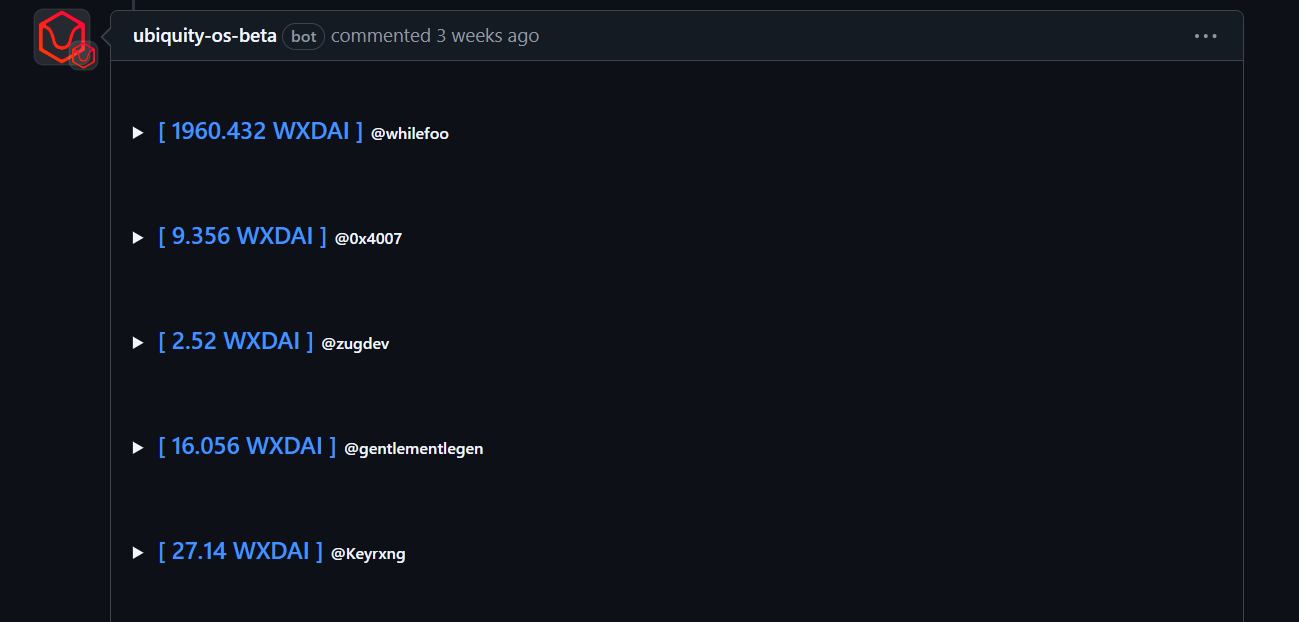 ubiquity-os-beta bot commented 3 weeks ago
[ 1960.432 WXDAI ] @whilefoo
[ 9.356 WXDAI ] @0x4007
[ 2.52 WXDAI ] @zugdev
[ 16.056 WXDAI ] @gentlementlegen
[ 27.14 WXDAI ] @Keyrxng